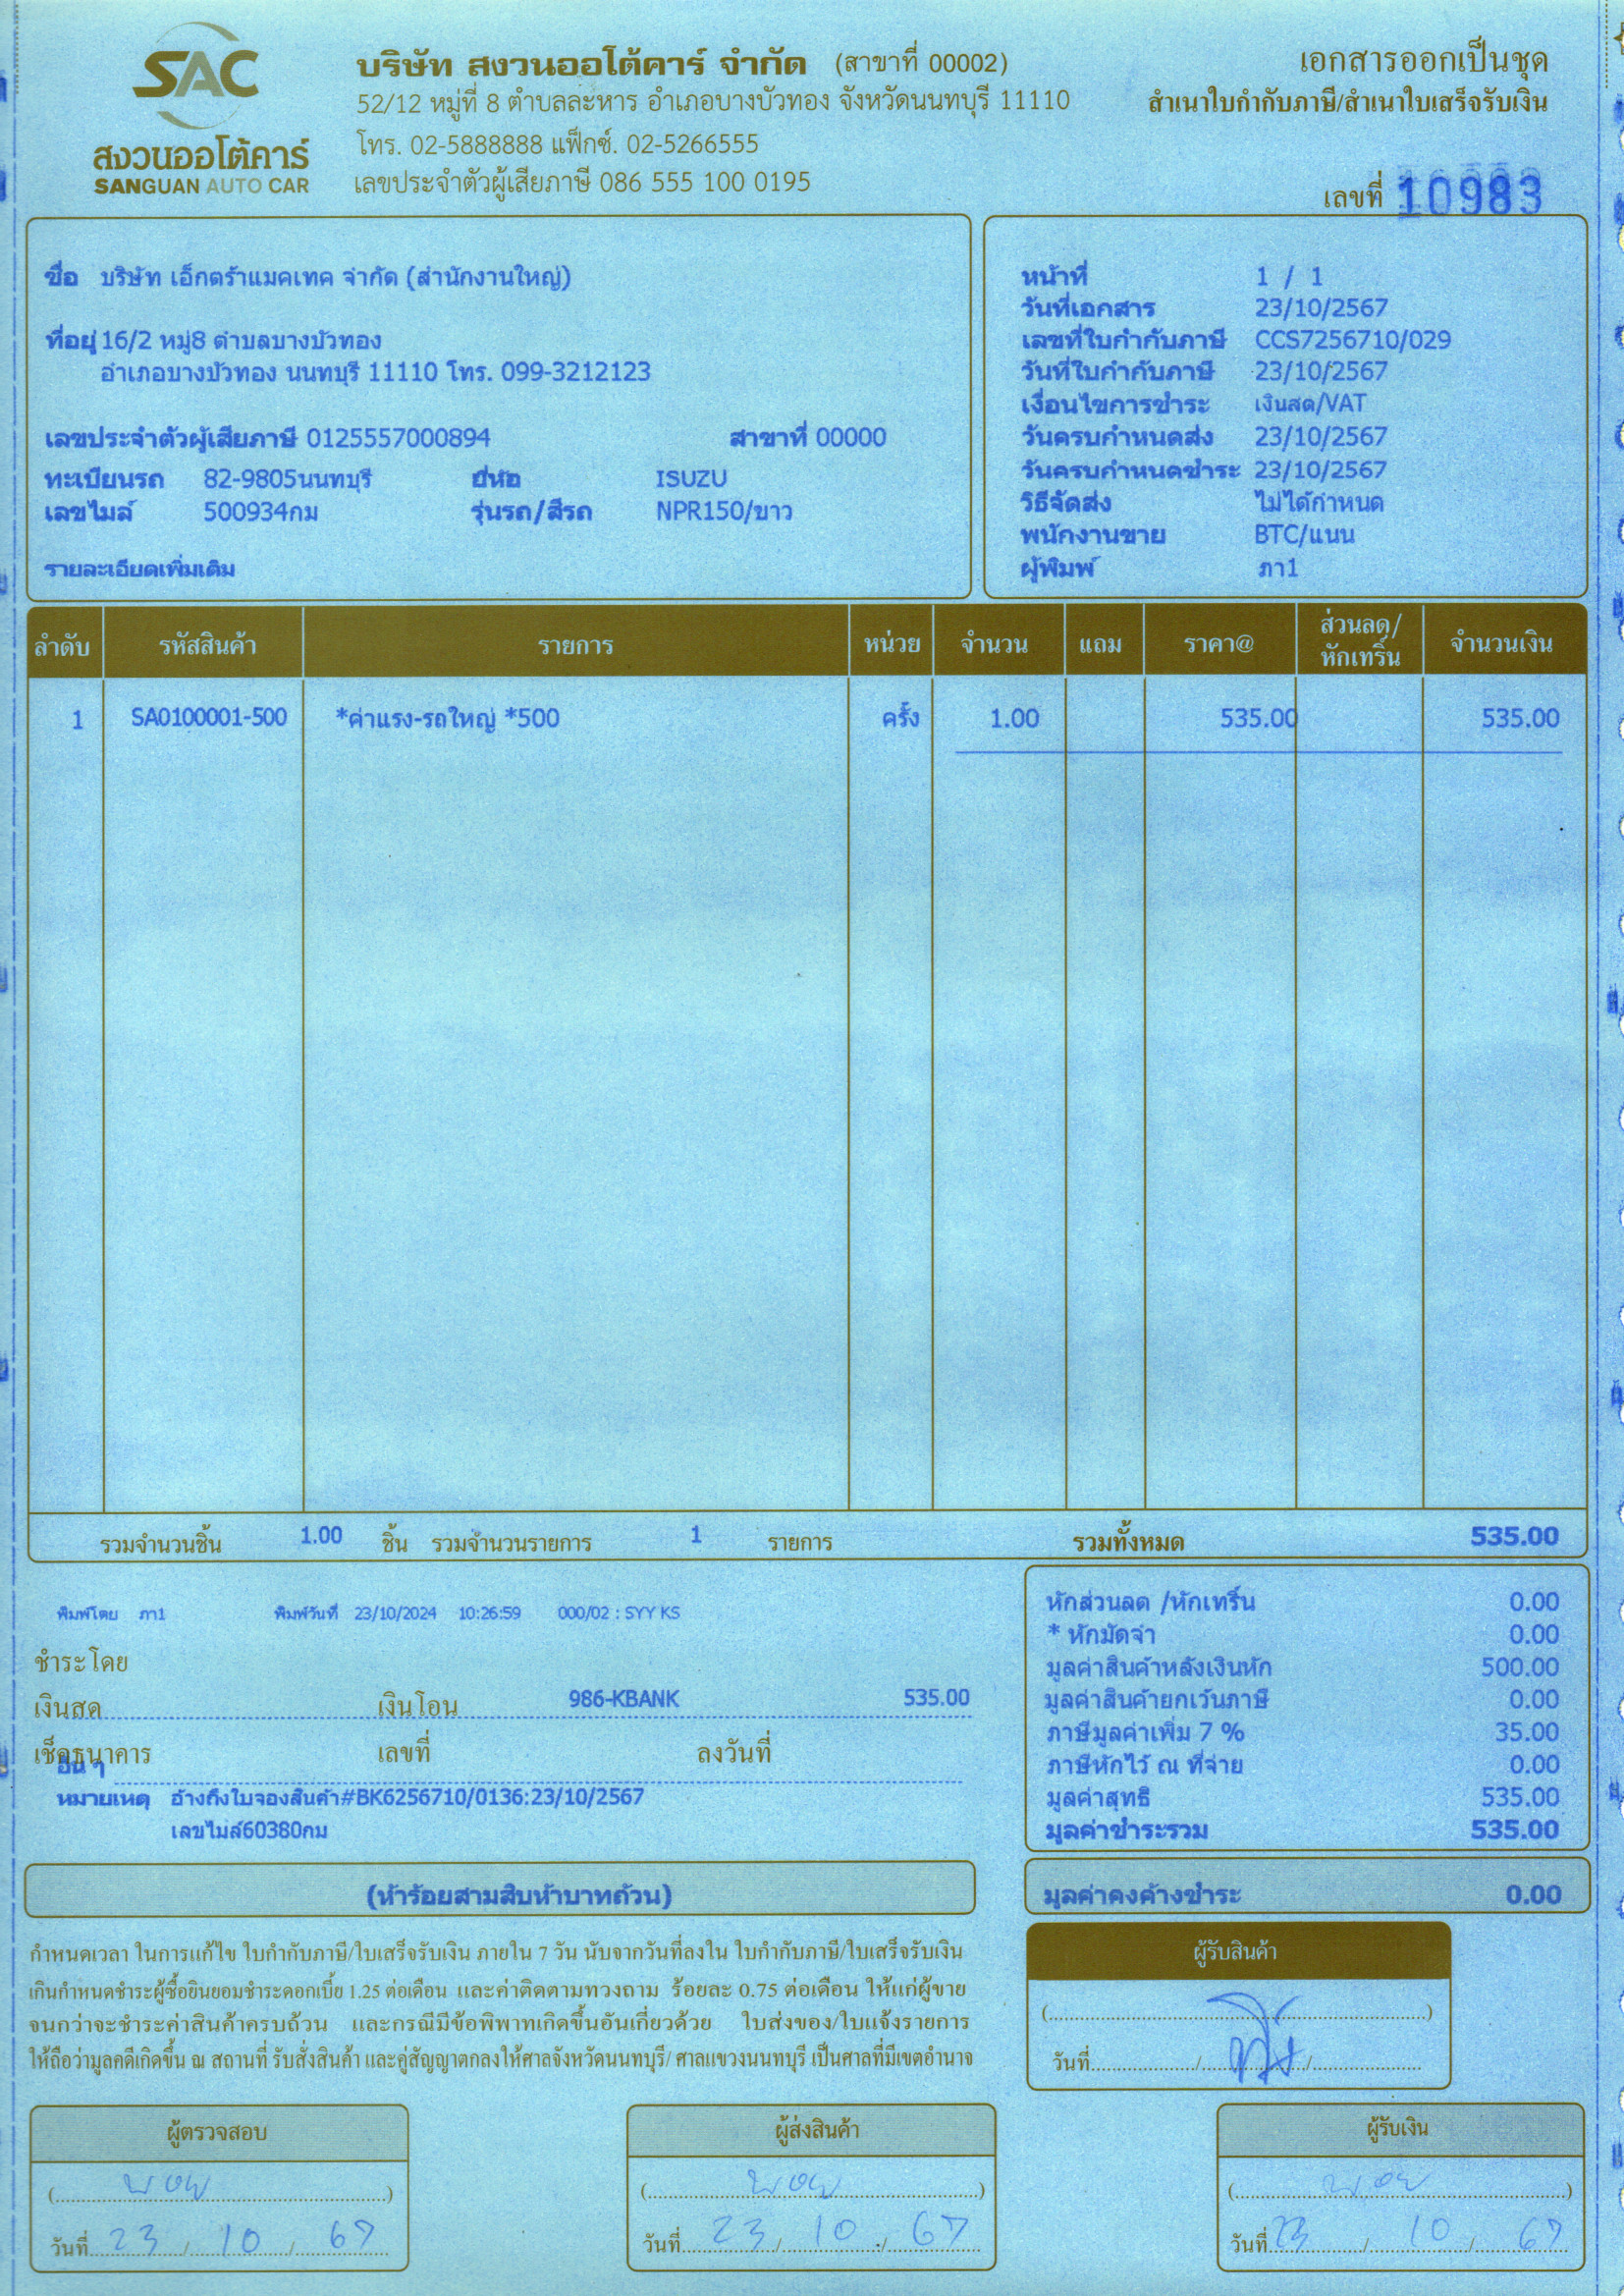 SAC
สงวนออโต้คาร์
SANGUAN AUTO CAR
บริษัท สงวนออโต้คาร์ จำกัด (สาขาที่ 00002)
52/12 หมู่ที่ 8 ตำบลละหาร อำเภอบางบัวทอง จังหวัดนนทบุรี 11110
โทร. 02-5888888 แฟ็กซ์. 02-5266555
เลขประจำตัวผู้เสียภาษี 086 555 100 0195
เอกสารออกเป็นชุด
สำเนาใบกำกับภาษี/สำเนาใบเสร็จรับเงิน
เลขที่ 10983
ชื่อ บริษัท เอ็กตร้าแมคเทค จำกัด (สำนักงานใหญ่)
ที่อยู่ 16/2 หมู่8 ตำบลบางบัวทอง
อำเภอบางบัวทอง นนทบุรี 11110 โทร. 099-3212123
เลขประจำตัวผู้เสียภาษี 0125557000894 สาขาที่ 00000
ทะเบียนรถ 82-9805นนทบุรี ยี่ห้อ ISUZU
เลขไมล์ 500934กม รุ่นรถ/สีรถ NPR150/ขาว
รายละเอียดเพิ่มเติม
หน้าที่ 1 / 1
วันที่เอกสาร 23/10/2567
เลขที่ใบกำกับภาษี CCS7256710/029
วันที่ใบกำกับภาษี 23/10/2567
เงื่อนไขการชำระ เงินสด/VAT
วันครบกำหนดส่ง 23/10/2567
วันครบกำหนดชำระ 23/10/2567
วิธีจัดส่ง ไม่ได้กำหนด
พนักงานขาย BTC/แนน
ผู้พิมพ์ ภา1
ลำดับ รหัสสินค้า รายการ หน่วย จำนวน แถม ราคา@ ส่วนลด/หักเทริ์น จำนวนเงิน
1 SA0100001-500 *ค่าแรง-รถใหญ่ *500 ครั้ง 1.00 535.00 535.00
รวมจำนวนชิ้น 1.00 ชิ้น รวมจำนวนรายการ 1 รายการ รวมทั้งหมด 535.00
พิมพ์โดย ภา1 พิมพ์วันที่ 23/10/2024 10:26:59 000/02 : SYY KS
ชำระโดย
เงินสด เงินโอน 986-KBANK 535.00
เช็คธนาคาร เลขที่ ลงวันที่
อื่น ๆ
หมายเหตุ อ้างถึงใบจองสินค้า#BK6256710/0136:23/10/2567
เลขไมล์60380กม
หักส่วนลด /หักเทริ์น 0.00
* หักมัดจำ 0.00
มูลค่าสินค้าหลังเงินหัก 500.00
มูลค่าสินค้ายกเว้นภาษี 0.00
ภาษีมูลค่าเพิ่ม 7 % 35.00
ภาษีหักไว้ ณ ที่จ่าย 0.00
มูลค่าสุทธิ 535.00
มูลค่าชำระรวม 535.00
(ห้าร้อยสามสิบห้าบาทถ้วน)
มูลค่าคงค้างชำระ 0.00
กำหนดเวลา ในการแก้ไข ใบกำกับภาษี/ใบเสร็จรับเงิน ภายใน 7 วัน นับจากวันที่ลงใน ใบกำกับภาษี/ใบเสร็จรับเงิน
เกินกำหนดชำระผู้ซื้อยินยอมชำระดอกเบี้ย 1.25 ต่อเดือน และค่าติดตามทวงถาม ร้อยละ 0.75 ต่อเดือน ให้แก่ผู้ขาย
จนกว่าจะชำระค่าสินค้าครบถ้วน และกรณีมีข้อพิพาทเกิดขึ้นอันเกี่ยวด้วย ใบส่งของ/ใบแจ้งรายการ
ให้ถือว่ามูลคดีเกิดขึ้น ณ สถานที่ รับสั่งสินค้า และคู่สัญญาตกลงให้ศาลจังหวัดนนทบุรี/ ศาลแขวงนนทบุรี เป็นศาลที่มีเขตอำนาจ
ผู้รับสินค้า
วันที่
ผู้ตรวจสอบ ผู้ส่งสินค้า ผู้รับเงิน
วันที่ 23 / 10 / 67 วันที่ 23 / 10 / 67 วันที่ 23 / 10 / 67